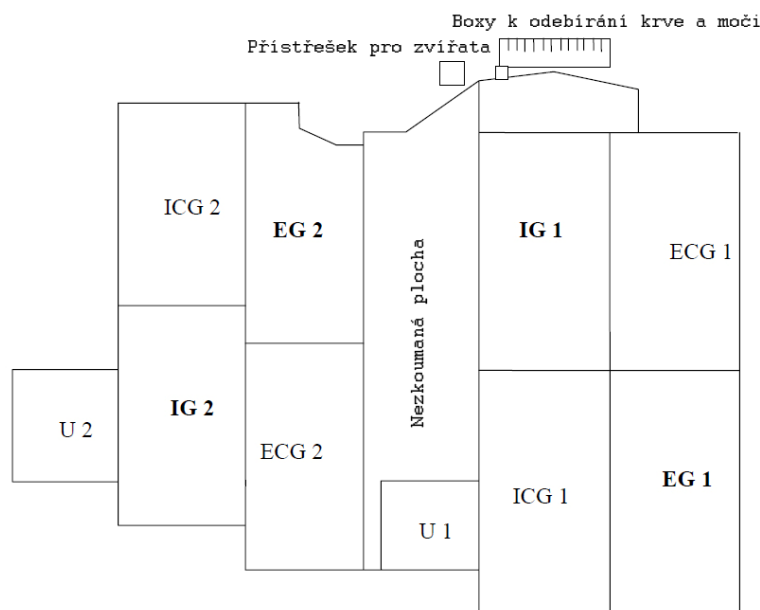 Boxy k odebírání krve a moči
Přístřešek pro zvířata
ICG 2
EG 2
IG 1
ECG 1
Nezkoumaná plocha
IG 2
U 2
ECG 2
EG 1
ICG 1
U 1